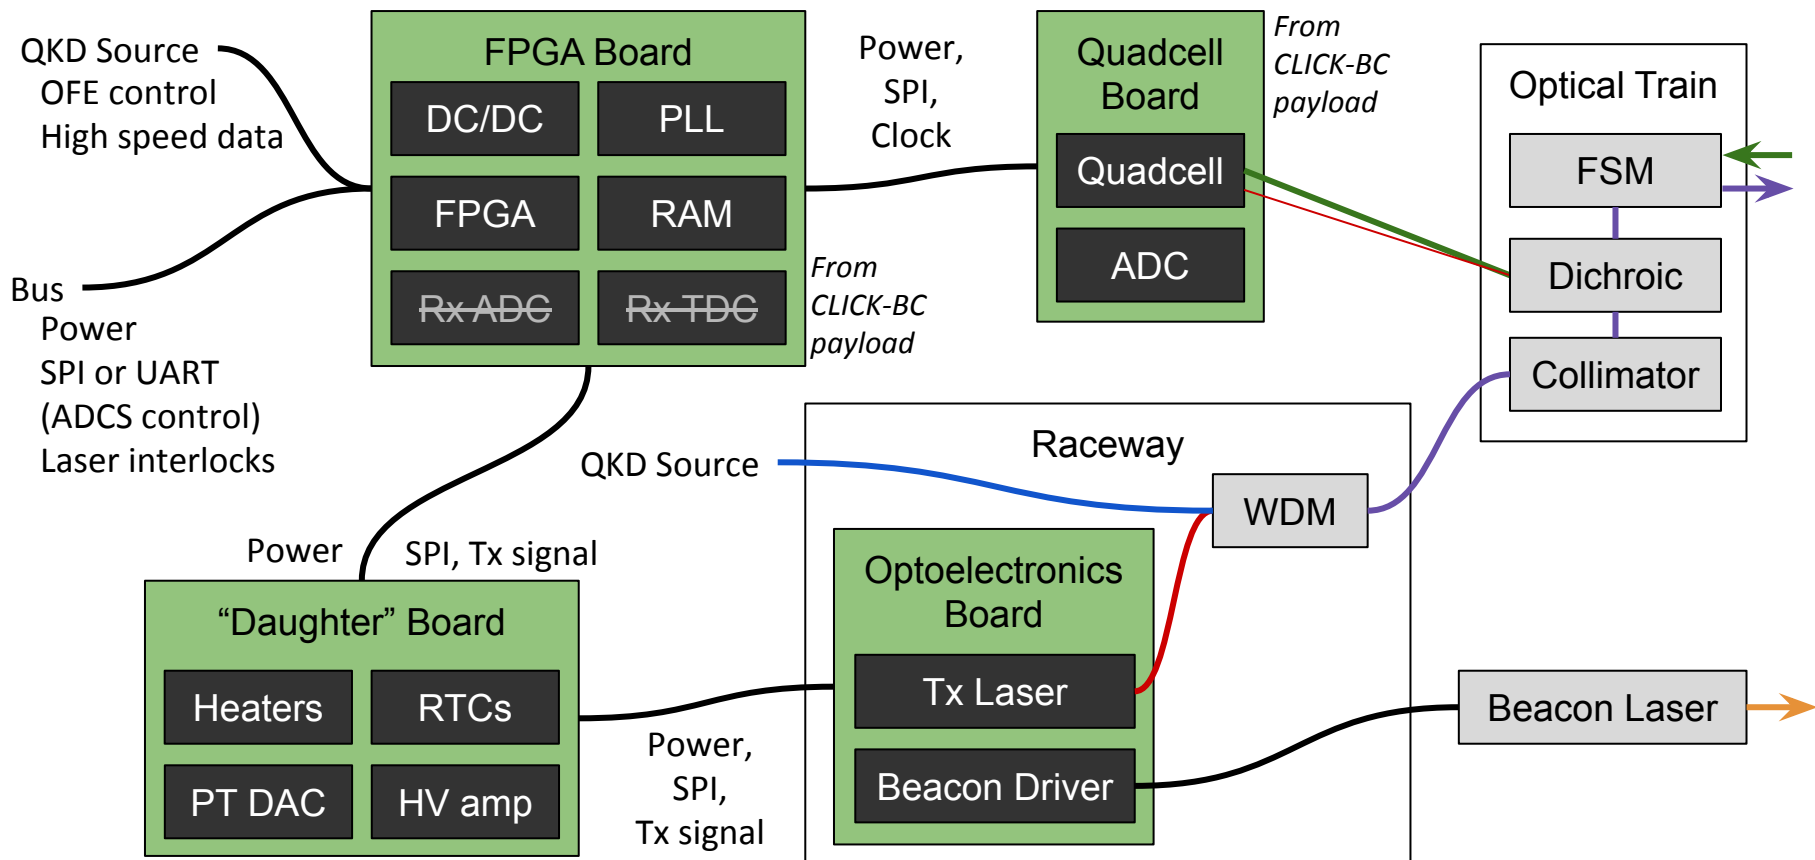 QKD Source
OFE control
High speed data
Bus
Power
SPI or UART
(ADCS control)
Laser interlocks
FPGA Board
DC/DC
PLL
FPGA
RAM
Rx ADC
Rx TDC
From
CLICK-BC
payload
Power,
SPI,
Clock
Quadcell
Board
Quadcell
ADC
From
CLICK-BC
payload
Optical Train
FSM
Dichroic
Collimator
Power
SPI, Tx signal
“Daughter” Board
Heaters
RTCs
PT DAC
HV amp
Power,
SPI,
Tx signal
QKD Source
Raceway
WDM
Optoelectronics
Board
Tx Laser
Beacon Driver
Beacon Laser